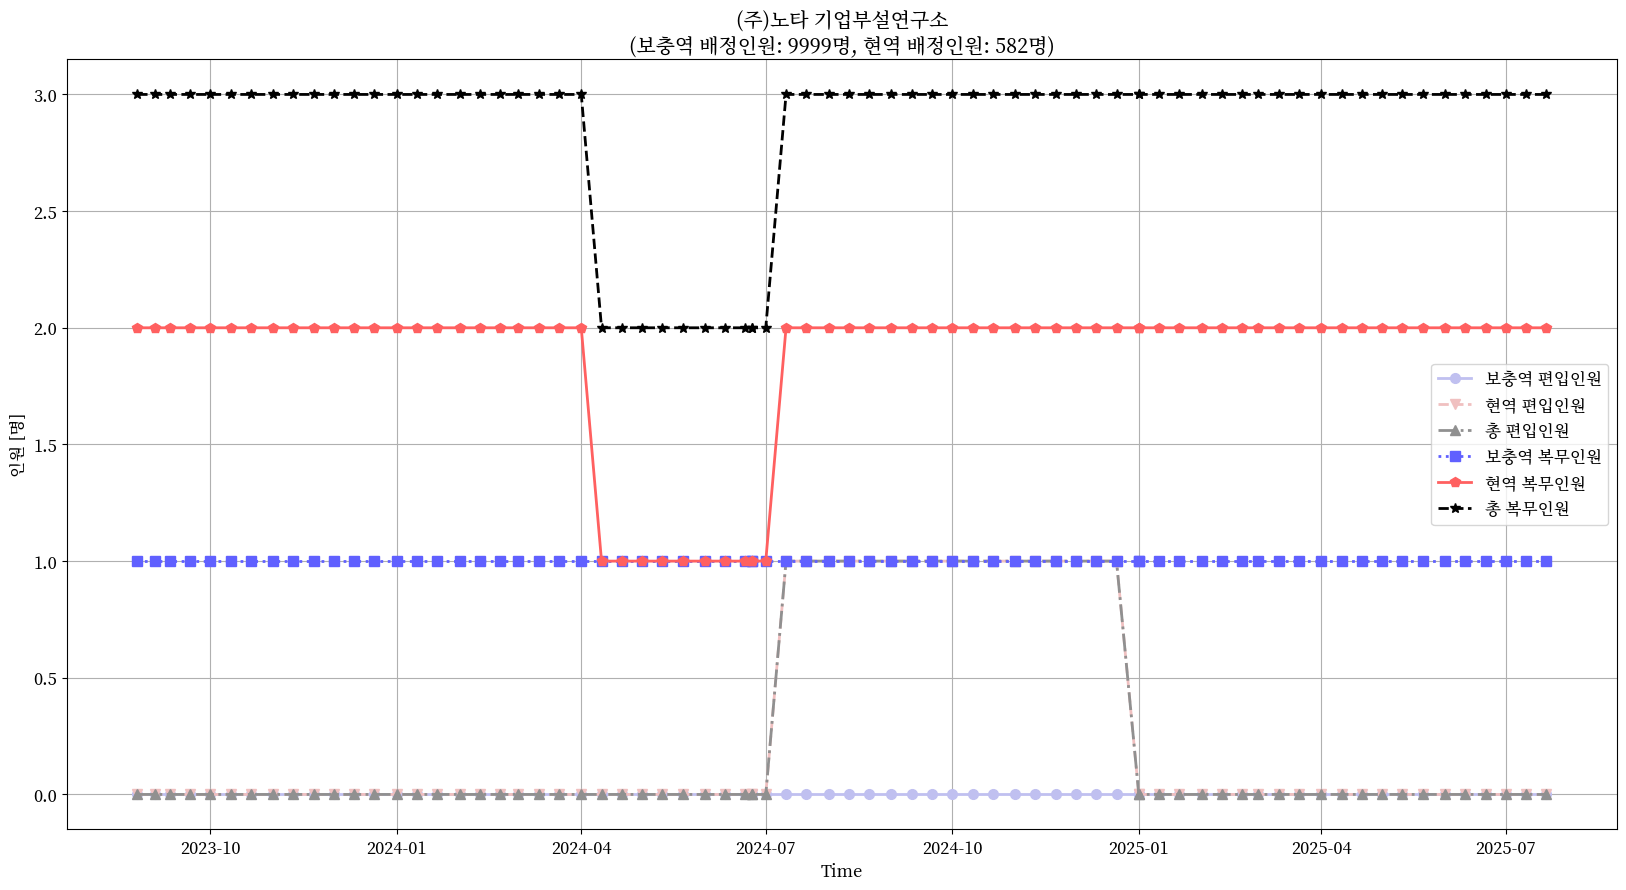 (주)노타 기업부설연구소
(보충역 배정인원: 9999명, 현역 배정인원: 582명)
인원 [명]
3.0
2.5
2.0
1.5
1.0
0.5
0.0
보충역 편입인원
현역 편입인원
총 편입인원
보충역 복무인원
현역 복무인원
총 복무인원
2023-10 2024-01 2024-04 2024-07 2024-10 2025-01 2025-04 2025-07
Time